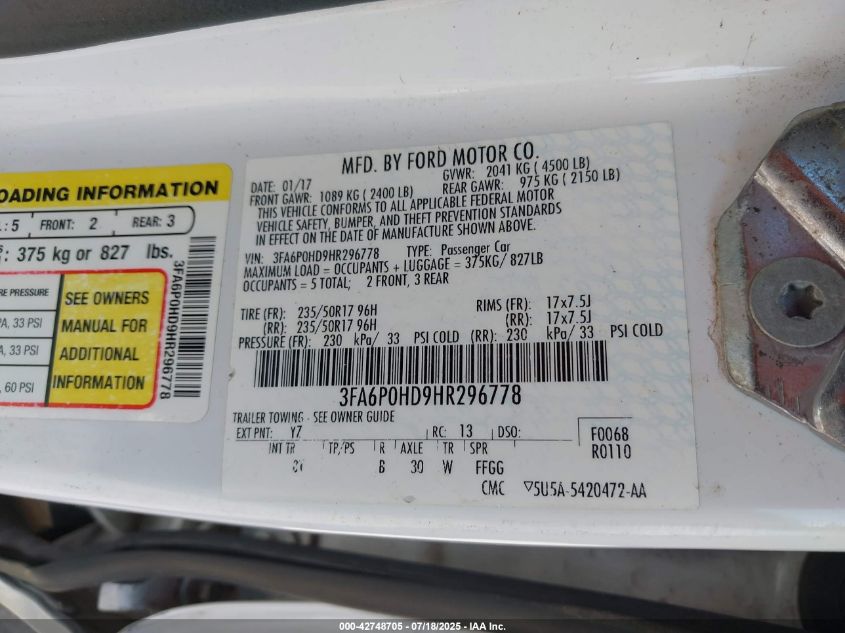 OADING INFORMATION
: 5 FRONT: 2 REAR: 3
: 375 kg or 827 lbs.
RE PRESSURE
PA, 33 PSI
A, 33 PSI
, 60 PSI
SEE OWNERS
MANUAL FOR
ADDITIONAL
INFORMATION
3FA6P0HD9HR296778
MFD. BY FORD MOTOR CO.
DATE: 01/17 GVWR: 2041 KG ( 4500 LB)
FRONT GAWR: 1089 KG ( 2400 LB) REAR GAWR: 975 KG ( 2150 LB)
THIS VEHICLE CONFORMS TO ALL APPLICABLE FEDERAL MOTOR
VEHICLE SAFETY, BUMPER, AND THEFT PREVENTION STANDARDS
IN EFFECT ON THE DATE OF MANUFACTURE SHOWN ABOVE.
VIN: 3FA6P0HD9HR296778 TYPE: Passenger Car
MAXIMUM LOAD = OCCUPANTS + LUGGAGE = 375KG/ 827LB
OCCUPANTS = 5 TOTAL; 2 FRONT, 3 REAR
TIRE (FR): 235/50R17 96H RIMS (FR): 17x7.5J
(RR): 235/50R17 96H (RR): 17x7.5J
PRESSURE (FR): 230 kPa/ 33 PSI COLD (RR): 230 kPa/ 33 PSI COLD
3FA6P0HD9HR296778
TRAILER TOWING - SEE OWNER GUIDE
EXT PNT: Y7 RC: 13 DSO: F0068
R0110
INT TR TP/PS R AXLE TR SPR
B 30 W FFGG
CMC ▽5U5A-5420472-AA
000-42748705 - 07/18/2025 - IAA Inc.